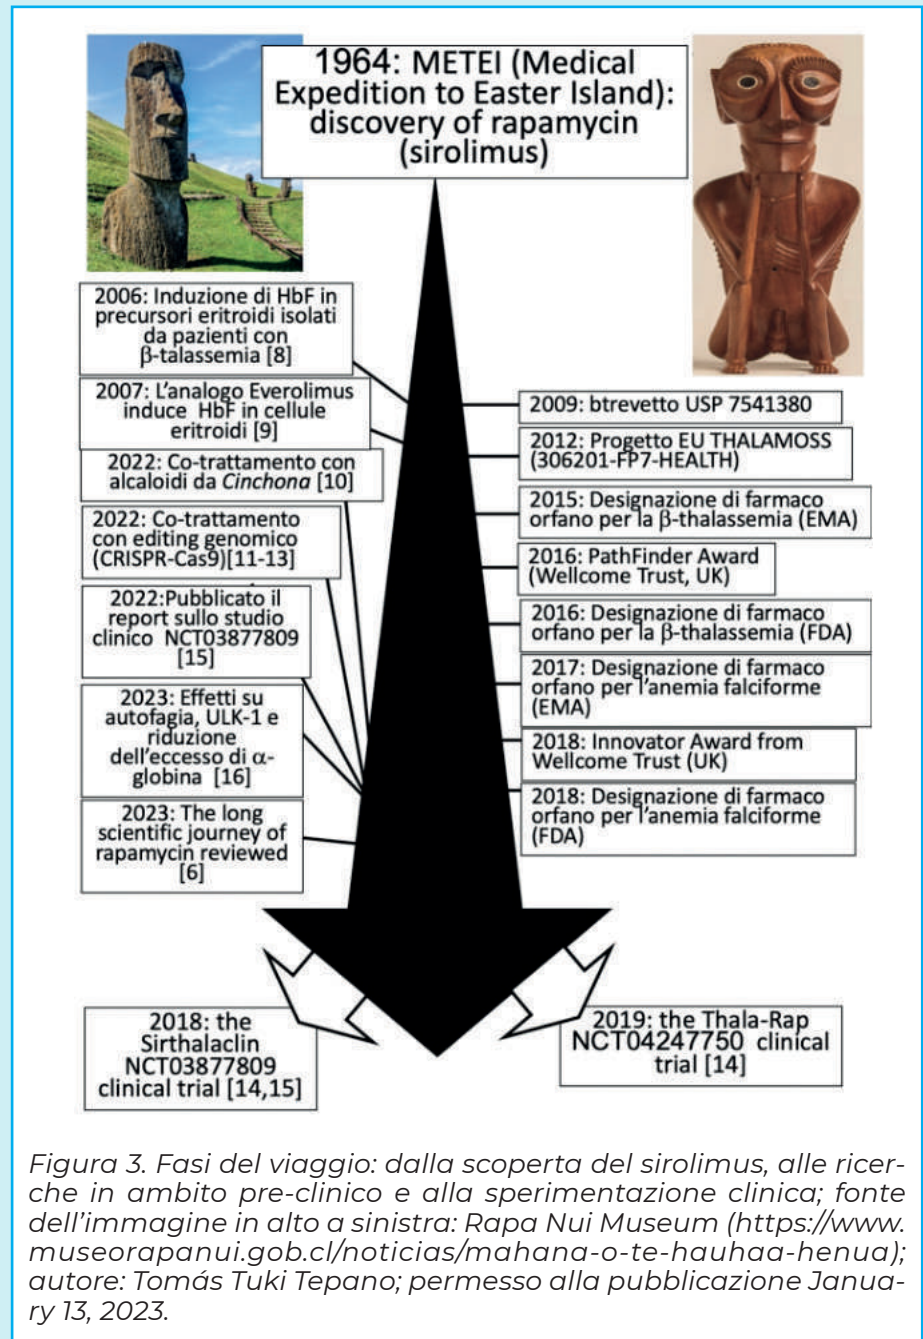 1964: METEI (Medical
Expedition to Easter Island):
discovery of rapamycin
(sirolimus)
2006: Induzione di HbF in
precursori eritroidi isolati
da pazienti con
β-talassemia [8]
2007: L'analogo Everolimus
induce HbF in cellule
eritroidi [9]
2022: Co-trattamento con
alcaloidi da Cinchona [10]
2022: Co-trattamento
con editing genomico
(CRISPR-Cas9)[11-13]
2022:Pubblicato il
report sullo studio
clinico NCT03877809
[15]
2023: Effetti su
autofagia, ULK-1 e
riduzione
dell'eccesso di α-
globina [16]
2023: The long
scientific journey of
rapamycin reviewed
[6]
2009: btrevetto USP 7541380
2012: Progetto EU THALAMOSS
(306201-FP7-HEALTH)
2015: Designazione di farmaco
orfano per la β-thalassemia (EMA)
2016: PathFinder Award
(Wellcome Trust, UK)
2016: Designazione di farmaco
orfano per la β-thalassemia (FDA)
2017: Designazione di farmaco
orfano per l'anemia falciforme
(EMA)
2018: Innovator Award from
Wellcome Trust (UK)
2018: Designazione di farmaco
orfano per l'anemia falciforme
(FDA)
2018: the
Sirthalaclin
NCT03877809
clinical trial [14,15]
2019: the Thala-Rap
NCT04247750 clinical
trial [14]
Figura 3. Fasi del viaggio: dalla scoperta del sirolimus, alle ricer-
che in ambito pre-clinico e alla sperimentazione clinica; fonte
dell'immagine in alto a sinistra: Rapa Nui Museum (https://www.
museorapanui.gob.cl/noticias/mahana-o-te-hauhaa-henua);
autore: Tomás Tuki Tepano; permesso alla pubblicazione Janua-
ry 13, 2023.